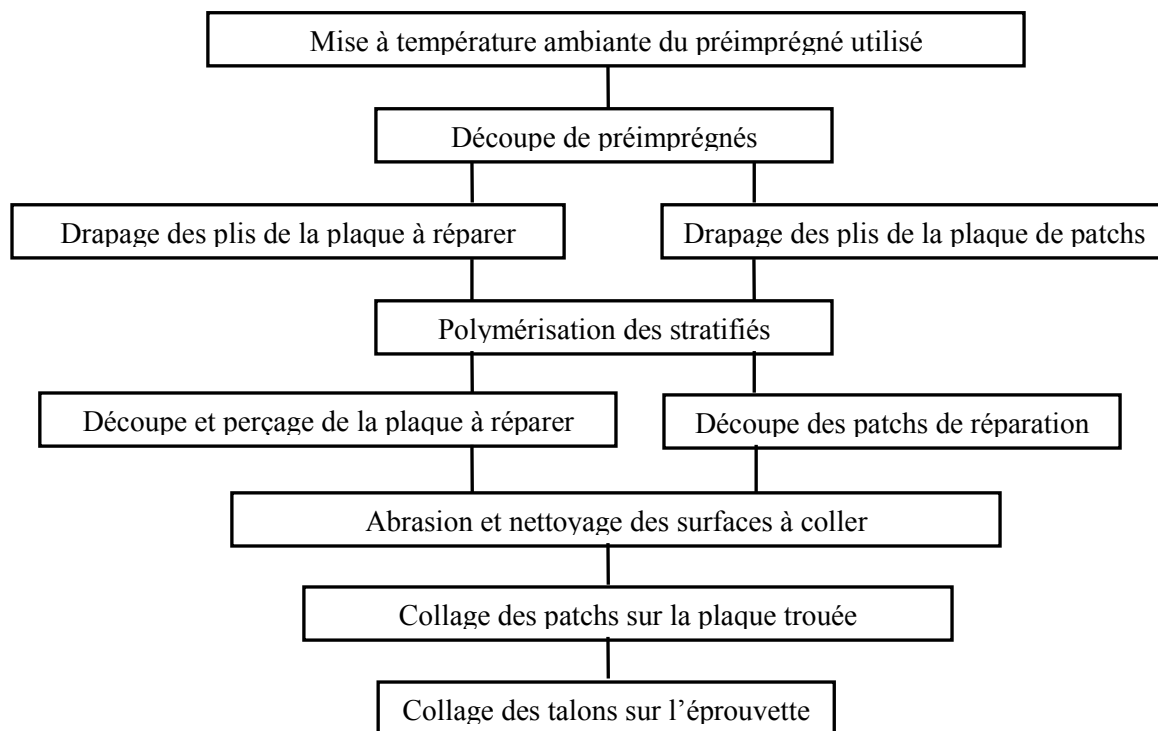 Mise à température ambiante du préimprégné utilisé
Découpe de préimprégnés
Drapage des plis de la plaque à réparer
Drapage des plis de la plaque de patchs
Polymérisation des stratifiés
Découpe et perçage de la plaque à réparer
Découpe des patchs de réparation
Abrasion et nettoyage des surfaces à coller
Collage des patchs sur la plaque trouée
Collage des talons sur l’éprouvette